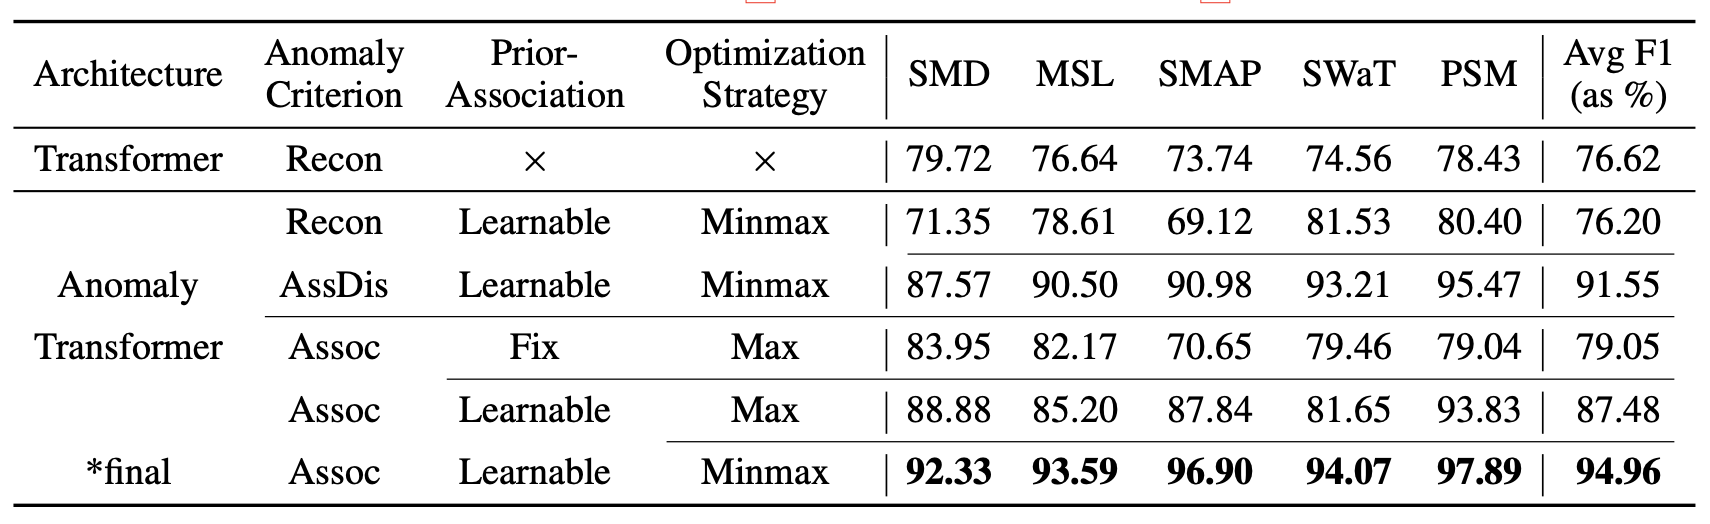 Architecture Anomaly Criterion Prior-Association Optimization Strategy SMD MSL SMAP SWaT PSM Avg F1 (as %)
Transformer Recon × × 79.72 76.64 73.74 74.56 78.43 76.62
Recon Learnable Minmax 71.35 78.61 69.12 81.53 80.40 76.20
Anomaly AssDis Learnable Minmax 87.57 90.50 90.98 93.21 95.47 91.55
Transformer Assoc Fix Max 83.95 82.17 70.65 79.46 79.04 79.05
Assoc Learnable Max 88.88 85.20 87.84 81.65 93.83 87.48
*final Assoc Learnable Minmax 92.33 93.59 96.90 94.07 97.89 94.96